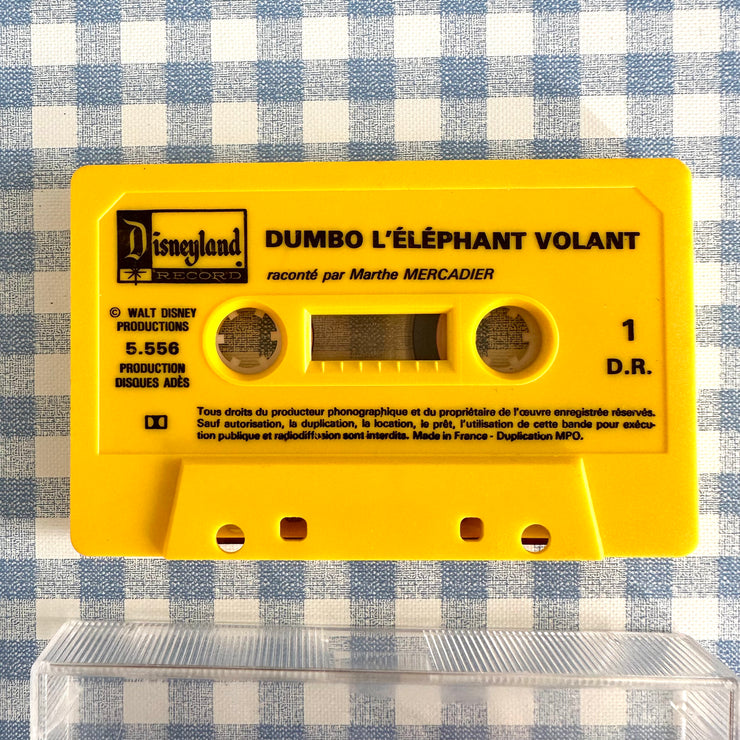 Disneyland
RECORD
DUMBO L'ÉLÉPHANT VOLANT
raconté par Marthe MERCADIER
© WALT DISNEY
PRODUCTIONS
5.556
PRODUCTION
DISQUES ADÈS
1
D.R.
Tous droits du producteur phonographique et du propriétaire de l'œuvre enregistrée réservés.
Sauf autorisation, la duplication, la location, le prêt, l'utilisation de cette bande pour exécu-
tion publique et radiodiffusion sont interdits. Made in France - Duplication MPO.